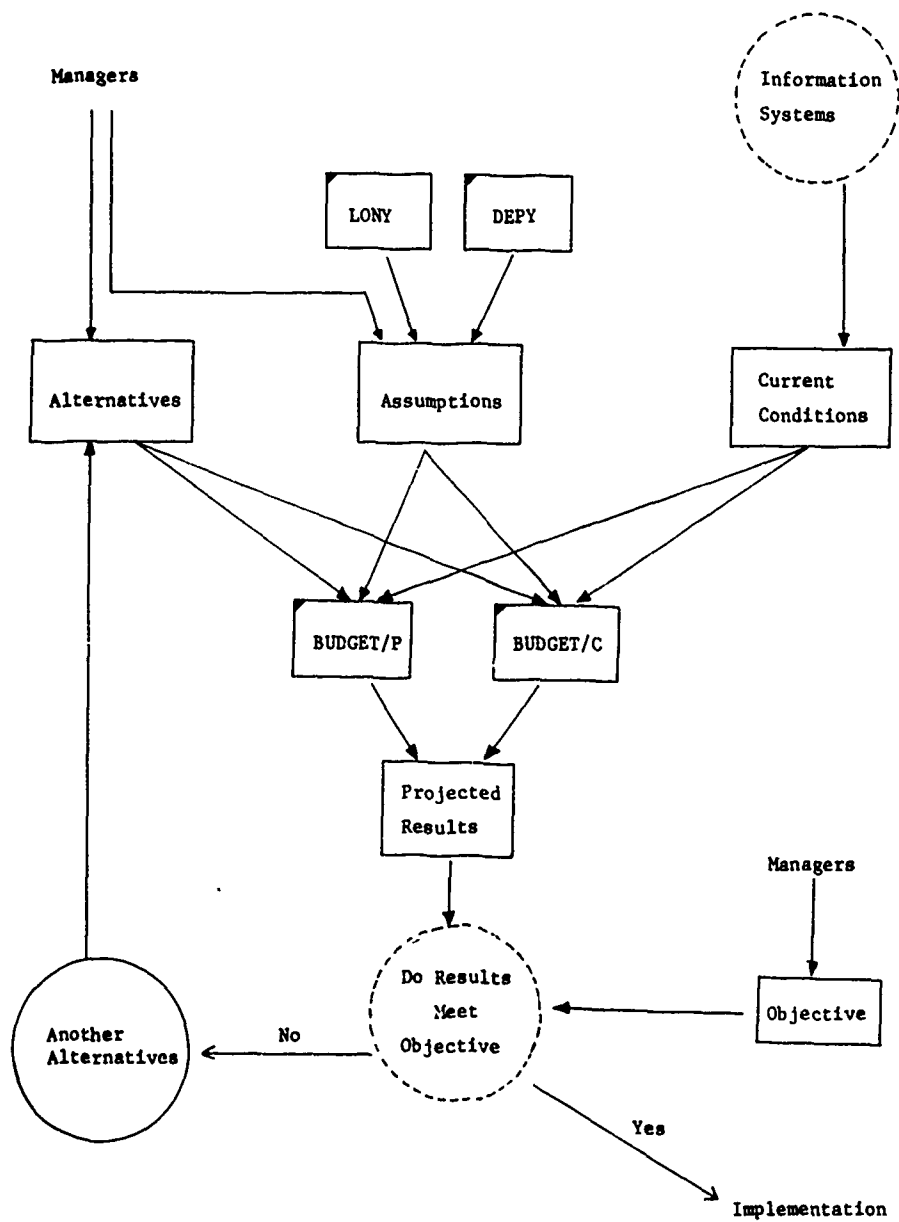 Managers
Information
Systems
LONY
DEPY
Alternatives
Assumptions
Current
Conditions
BUDGET/P
BUDGET/C
Projected
Results
Managers
Do Results
Meet
Objective
Objective
Another
Alternatives
No
Yes
Implementation